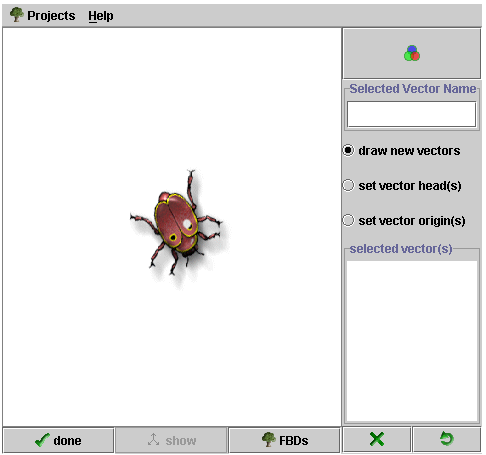 Projects Help
Selected Vector Name
draw new vectors
set vector head(s)
set vector origin(s)
selected vector(s)
done show FBDs